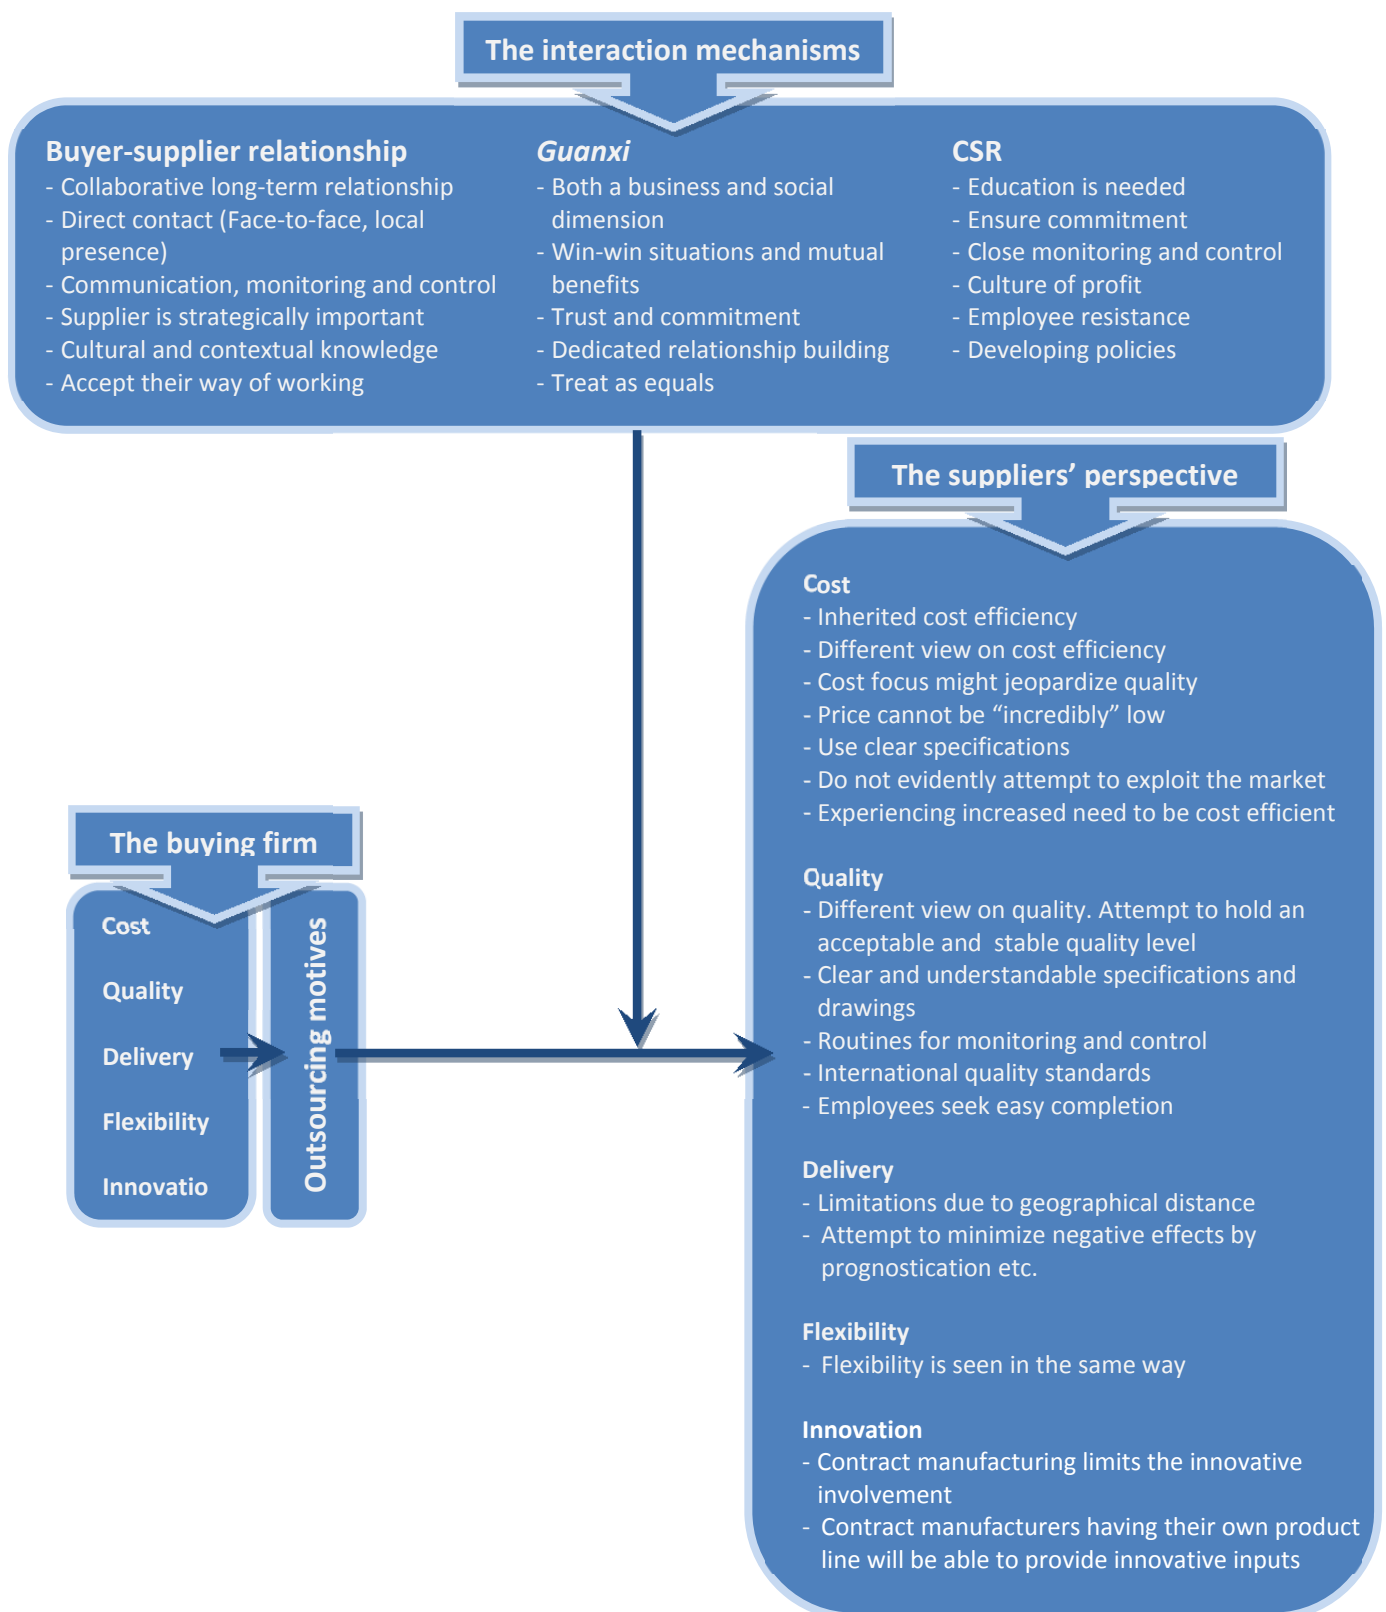 The interaction mechanisms
Buyer-supplier relationship
- Collaborative long-term relationship
- Direct contact (Face-to-face, local
presence)
- Communication, monitoring and control
- Supplier is strategically important
- Cultural and contextual knowledge
- Accept their way of working
Guanxi
- Both a business and social
dimension
- Win-win situations and mutual
benefits
- Trust and commitment
- Dedicated relationship building
- Treat as equals
CSR
- Education is needed
- Ensure commitment
- Close monitoring and control
- Culture of profit
- Employee resistance
- Developing policies
The buying firm
Cost
Quality
Delivery
Flexibility
Innovatio
Outsourcing motives
The suppliers’ perspective
Cost
- Inherited cost efficiency
- Different view on cost efficiency
- Cost focus might jeopardize quality
- Price cannot be “incredibly” low
- Use clear specifications
- Do not evidently attempt to exploit the market
- Experiencing increased need to be cost efficient
Quality
- Different view on quality. Attempt to hold an
acceptable and stable quality level
- Clear and understandable specifications and
drawings
- Routines for monitoring and control
- International quality standards
- Employees seek easy completion
Delivery
- Limitations due to geographical distance
- Attempt to minimize negative effects by
prognostication etc.
Flexibility
- Flexibility is seen in the same way
Innovation
- Contract manufacturing limits the innovative
involvement
- Contract manufacturers having their own product
line will be able to provide innovative inputs